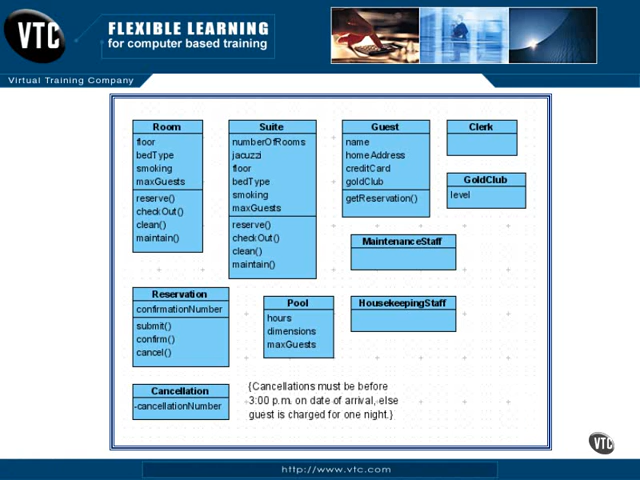 VTC
FLEXIBLE LEARNING
for computer based training
Virtual Training Company
Room
floor
bedType
smoking
maxGuests
reserve()
checkOut()
clean()
maintain()
Suite
numberOfRooms
jacuzzi
floor
bedType
smoking
maxGuests
reserve()
checkOut()
clean()
maintain()
Guest
name
homeAddress
creditCard
goldClub
getReservation()
Clerk
GoldClub
level
MaintenanceStaff
Reservation
confirmationNumber
submit()
confirm()
cancel()
Pool
hours
dimensions
maxGuests
HousekeepingStaff
Cancellation
-cancellationNumber
{Cancellations must be before
3:00 p.m. on date of arrival, else
guest is charged for one night.}
VTC
http://www.vtc.com